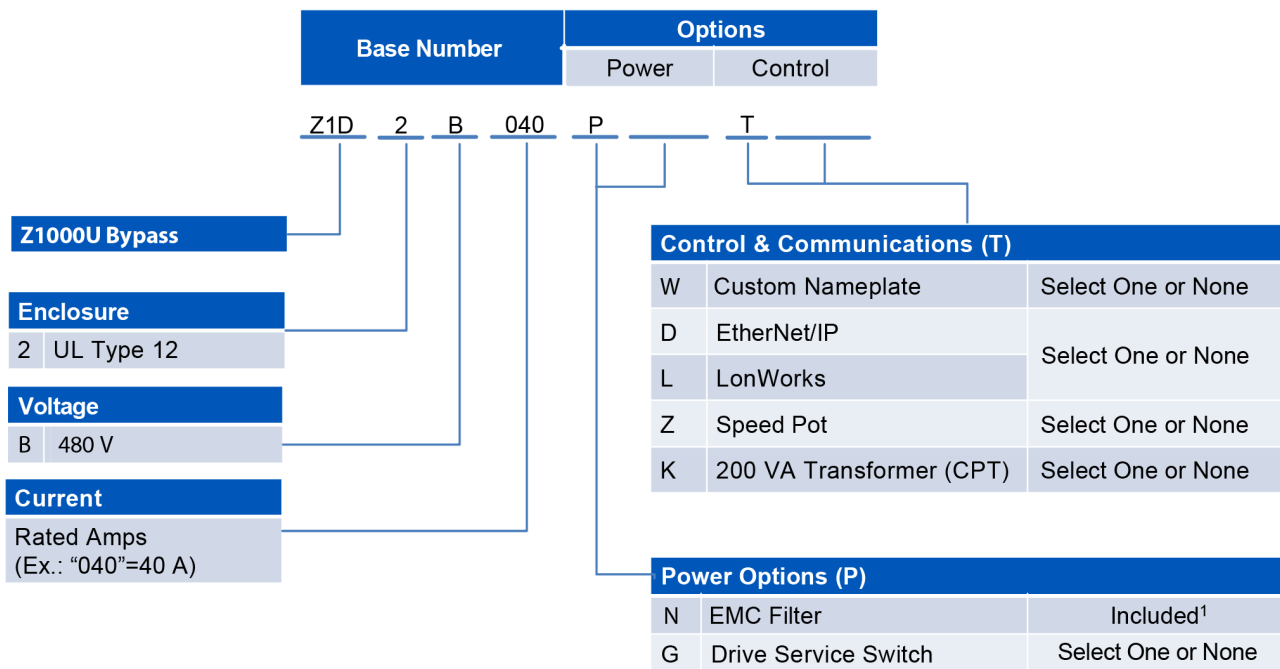 Base Number
Options
Power Control
Z1D 2 B 040 P T
Z1000U Bypass
Enclosure
2 UL Type 12
Voltage
B 480 V
Current
Rated Amps
(Ex.: “040”=40 A)
Control & Communications (T)
W Custom Nameplate Select One or None
D EtherNet/IP
Select One or None
L LonWorks
Z Speed Pot Select One or None
K 200 VA Transformer (CPT) Select One or None
Power Options (P)
N EMC Filter Included¹
G Drive Service Switch Select One or None